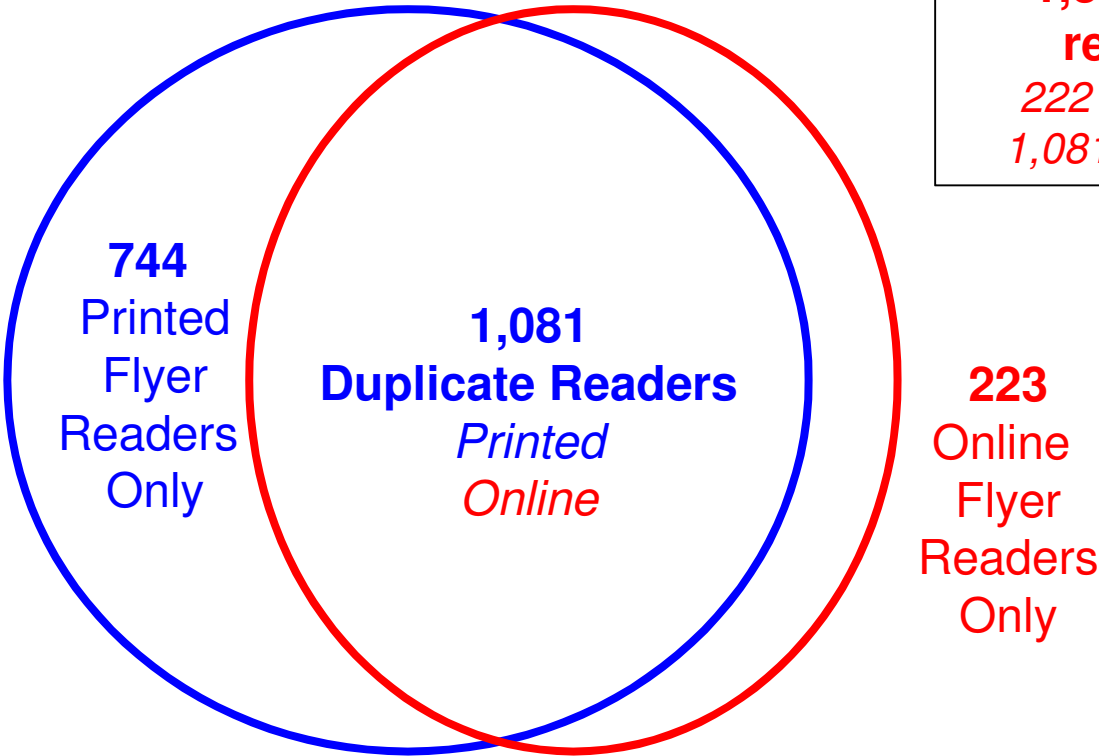 222
744
Printed
Flyer
Readers
Only
1,081
Duplicate Readers
Printed
Online
223
Online
Flyer
Readers
Only